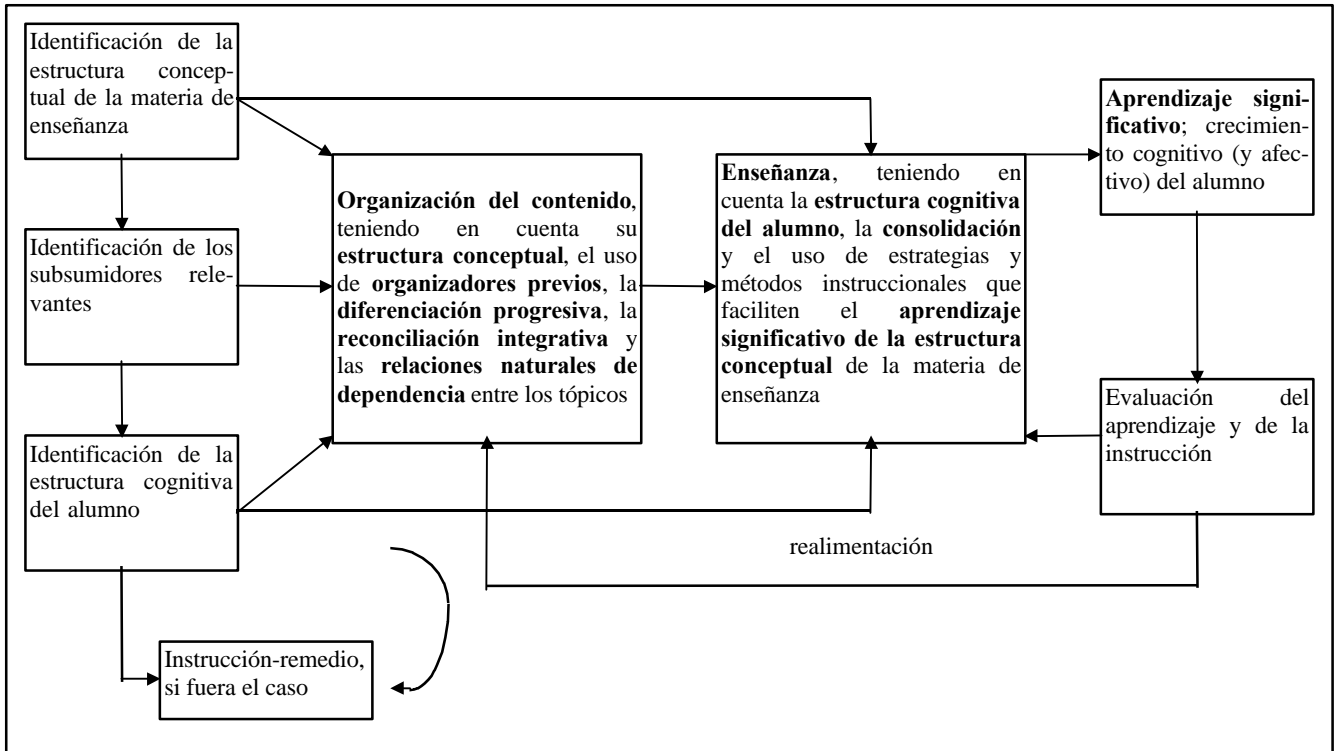 Identificación de la
estructura concep-
tual de la materia de
enseñanza
Identificación de los
subsumidores rele-
vantes
Identificación de la
estructura cognitiva
del alumno
Instrucción-remedio,
si fuera el caso
Organización del contenido,
teniendo en cuenta su
estructura conceptual, el uso
de organizadores previos, la
diferenciación progresiva, la
reconciliación integrativa y
las relaciones naturales de
dependencia entre los tópicos
Enseñanza, teniendo en
cuenta la estructura cognitiva
del alumno, la consolidación
y el uso de estrategias y
métodos instruccionales que
faciliten el aprendizaje
significativo de la estructura
conceptual de la materia de
enseñanza
Aprendizaje signi-
ficativo; crecimien-
to cognitivo (y afec-
tivo) del alumno
Evaluación del
aprendizaje y de la
instrucción
realimentación